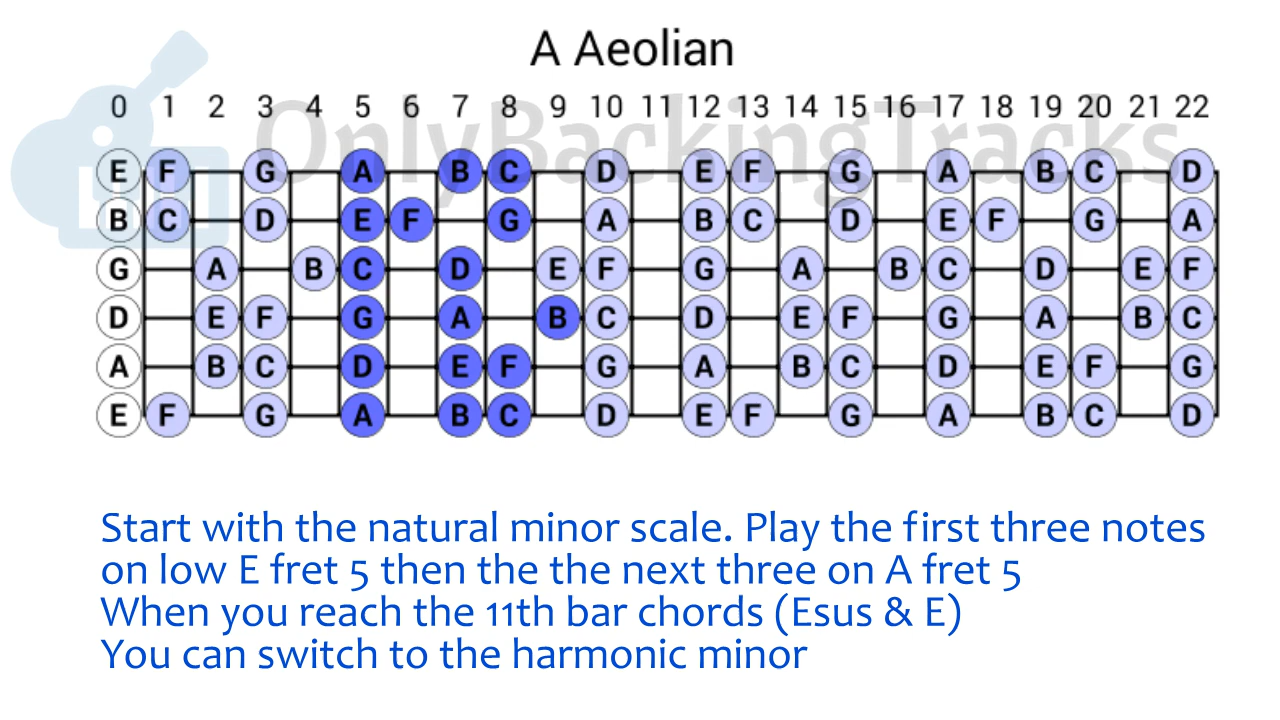 A Aeolian
OnlyBackingTracks
0 1 2 3 4 5 6 7 8 9 10 11 12 13 14 15 16 17 18 19 20 21 22
E F G A B C D E F G A B C D
B C D E F G A B C D E F G A
G A B C D E F G A B C D E F
D E F G A B C D E F G A B C
A B C D E F G A B C D E F G
E F G A B C D E F G A B C D
Start with the natural minor scale. Play the first three notes
on low E fret 5 then the the next three on A fret 5
When you reach the 11th bar chords (Esus & E)
You can switch to the harmonic minor